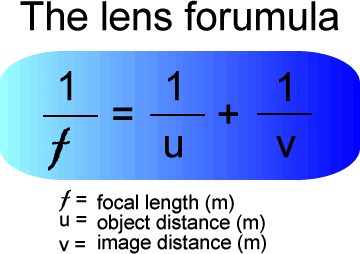 The lens forumula
1/f = 1/u + 1/v
f = focal length (m)
u = object distance (m)
v = image distance (m)